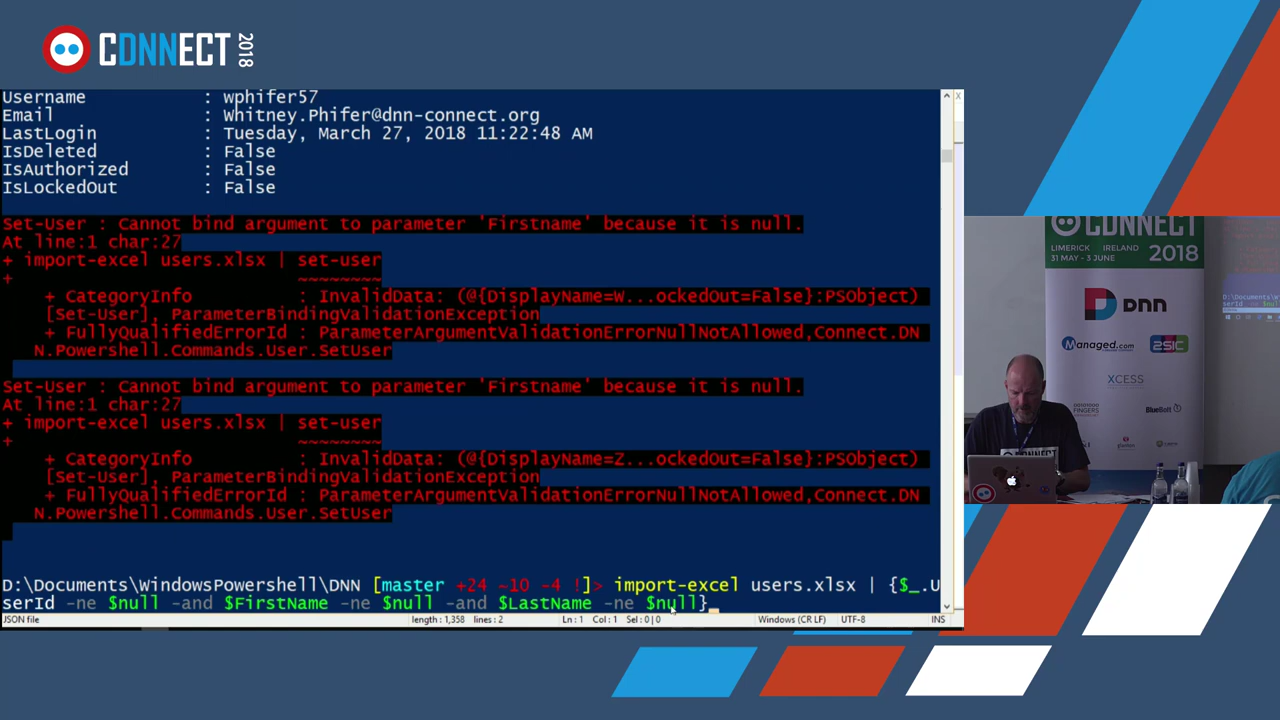 CDNNECT 2018
Username : wphifer57
Email : Whitney.Phifer@dnn-connect.org
LastLogin : Tuesday, March 27, 2018 11:22:48 AM
IsDeleted : False
IsAuthorized : False
IsLockedOut : False
Set-User : Cannot bind argument to parameter 'Firstname' because it is null.
At line:1 char:27
+ import-excel users.xlsx | set-user
+ ~~~~~~~~
+ CategoryInfo : InvalidData: (@{DisplayName=W...ockedOut=False}:PSObject)
[Set-User], ParameterBindingValidationException
+ FullyQualifiedErrorId : ParameterArgumentValidationErrorNullNotAllowed,Connect.DN
N.Powershell.Commands.User.SetUser
Set-User : Cannot bind argument to parameter 'Firstname' because it is null.
At line:1 char:27
+ import-excel users.xlsx | set-user
+ ~~~~~~~~
+ CategoryInfo : InvalidData: (@{DisplayName=Z...ockedOut=False}:PSObject)
[Set-User], ParameterBindingValidationException
+ FullyQualifiedErrorId : ParameterArgumentValidationErrorNullNotAllowed,Connect.DN
N.Powershell.Commands.User.SetUser
D:\Documents\WindowsPowershell\DNN [master +24 ~10 -4 !]> import-excel users.xlsx | {$_.U
serId -ne $null -and $FirstName -ne $null -and $LastName -ne $null}
JSON file length : 1,358 lines : 2 Ln : 1 Col : 1 Sel : 0 | 0 Windows (CR LF) UTF-8 INS
CONNECT
LIMERICK IRELAND
31 MAY - 3 JUNE 2018
DNN
Managed.com
2SIC
XCESS
FINGERS
BlueBolt
CONNECT